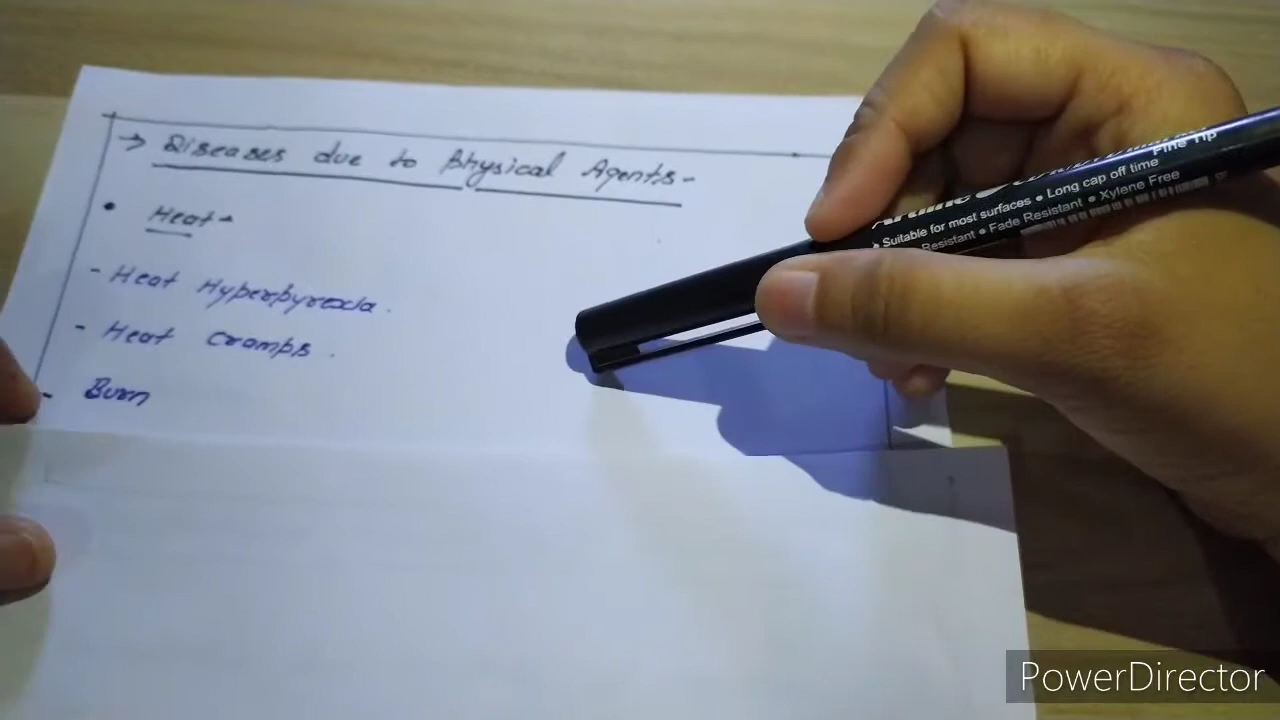 → Diseases due to Physical Agents-
• Heat-
- Heat Hyperpyrexia.
- Heat Cramps.
- Burn
Fine Tip
Suitable for most surfaces • Long cap off time
Resistant • Fade Resistant • Xylene Free
PowerDirector